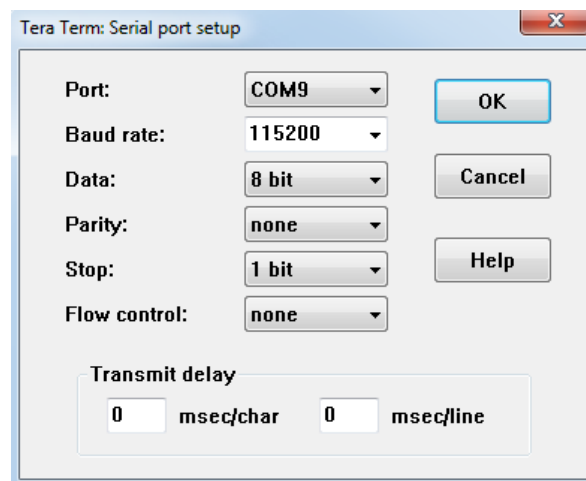 Tera Term: Serial port setup
Port: COM9 OK
Baud rate: 115200
Data: 8 bit Cancel
Parity: none
Stop: 1 bit Help
Flow control: none
Transmit delay
0 msec/char 0 msec/line